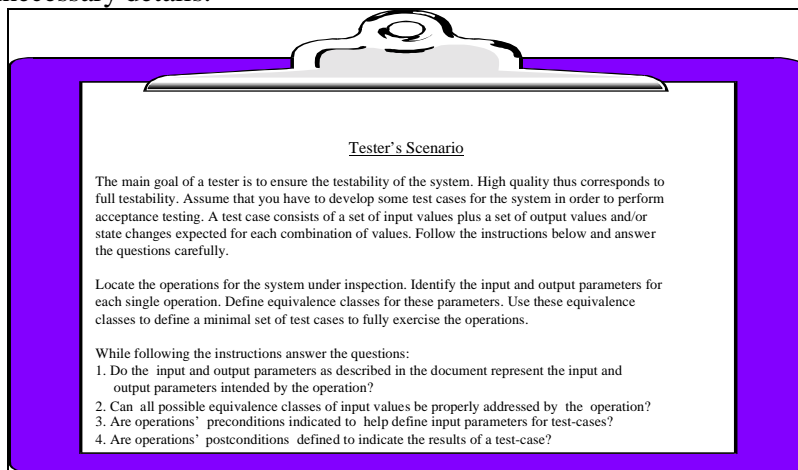 necessary details.
Tester’s Scenario
The main goal of a tester is to ensure the testability of the system. High quality thus corresponds to
full testability. Assume that you have to develop some test cases for the system in order to perform
acceptance testing. A test case consists of a set of input values plus a set of output values and/or
state changes expected for each combination of values. Follow the instructions below and answer
the questions carefully.
Locate the operations for the system under inspection. Identify the input and output parameters for
each single operation. Define equivalence classes for these parameters. Use these equivalence
classes to define a minimal set of test cases to fully exercise the operations.
While following the instructions answer the questions:
1. Do the input and output parameters as described in the document represent the input and
output parameters intended by the operation?
2. Can all possible equivalence classes of input values be properly addressed by the operation?
3. Are operations’ preconditions indicated to help define input parameters for test-cases?
4. Are operations’ postconditions defined to indicate the results of a test-case?